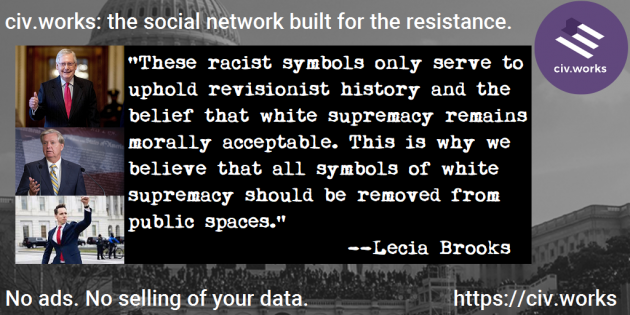 civ.works: the social network built for the resistance.
civ.works
"These racist symbols only serve to
uphold revisionist history and the
belief that white supremacy remains
morally acceptable. This is why we
believe that all symbols of white
supremacy should be removed from
public spaces."
--Lecia Brooks
No ads. No selling of your data.
https://civ.works